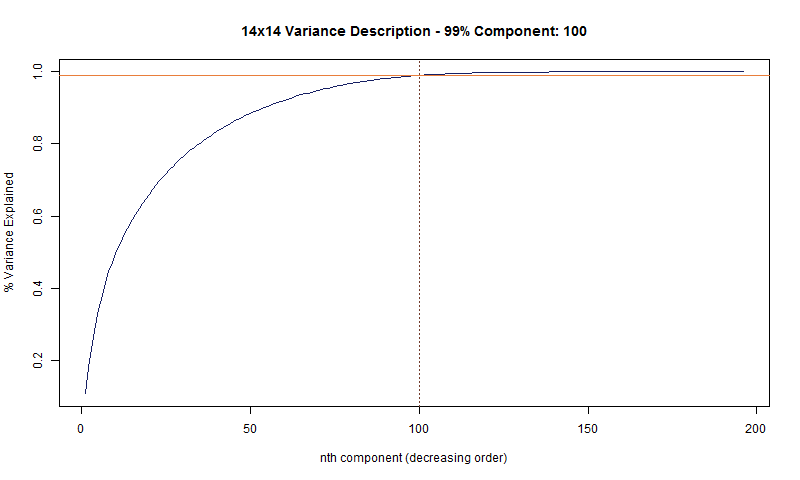 14x14 Variance Description - 99% Component: 100
% Variance Explained
1.0
0.8
0.6
0.4
0.2
0 50 100 150 200
nth component (decreasing order)